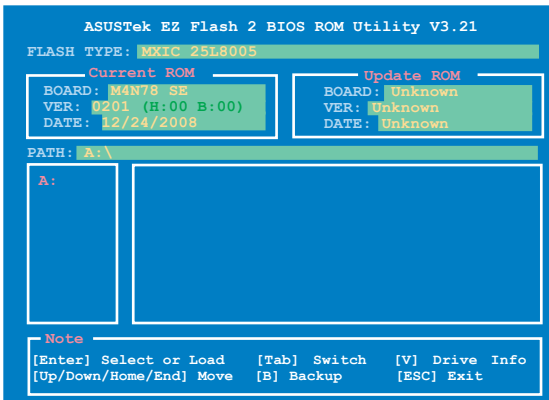 ASUSTek EZ Flash 2 BIOS ROM Utility V3.21
FLASH TYPE: MXIC 25L8005
Current ROM
BOARD: M4N78 SE
VER: 0201 (H:00 B:00)
DATE: 12/24/2008
Update ROM
BOARD: Unknown
VER: Unknown
DATE: Unknown
PATH: A:\
A:
Note
[Enter] Select or Load [Tab] Switch [V] Drive Info
[Up/Down/Home/End] Move [B] Backup [ESC] Exit